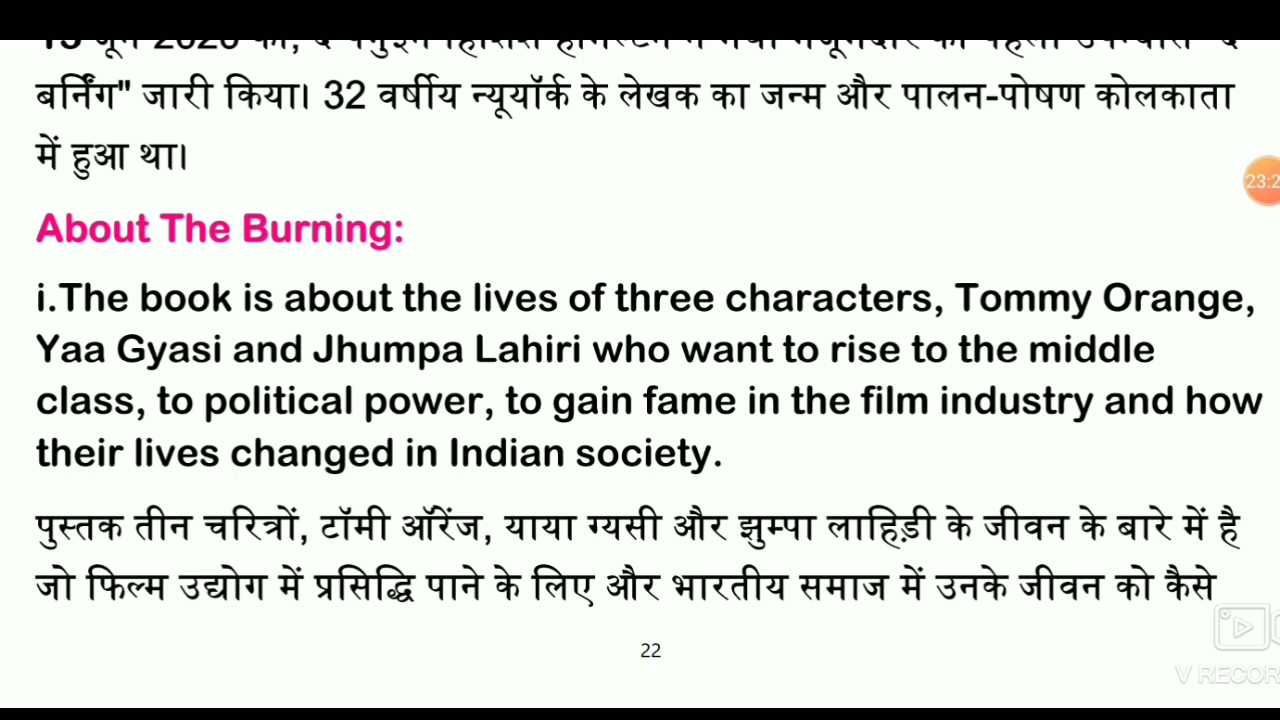 बर्निंग" जारी किया। 32 वर्षीय न्यूयॉर्क के लेखक का जन्म और पालन-पोषण कोलकाता
में हुआ था।
About The Burning:
i.The book is about the lives of three characters, Tommy Orange,
Yaa Gyasi and Jhumpa Lahiri who want to rise to the middle
class, to political power, to gain fame in the film industry and how
their lives changed in Indian society.
पुस्तक तीन चरित्रों, टॉमी ऑरेंज, याया ग्यसी और झुम्पा लाहिड़ी के जीवन के बारे में है
जो फिल्म उद्योग में प्रसिद्धि पाने के लिए और भारतीय समाज में उनके जीवन को कैसे
22
23:2
V RECOR